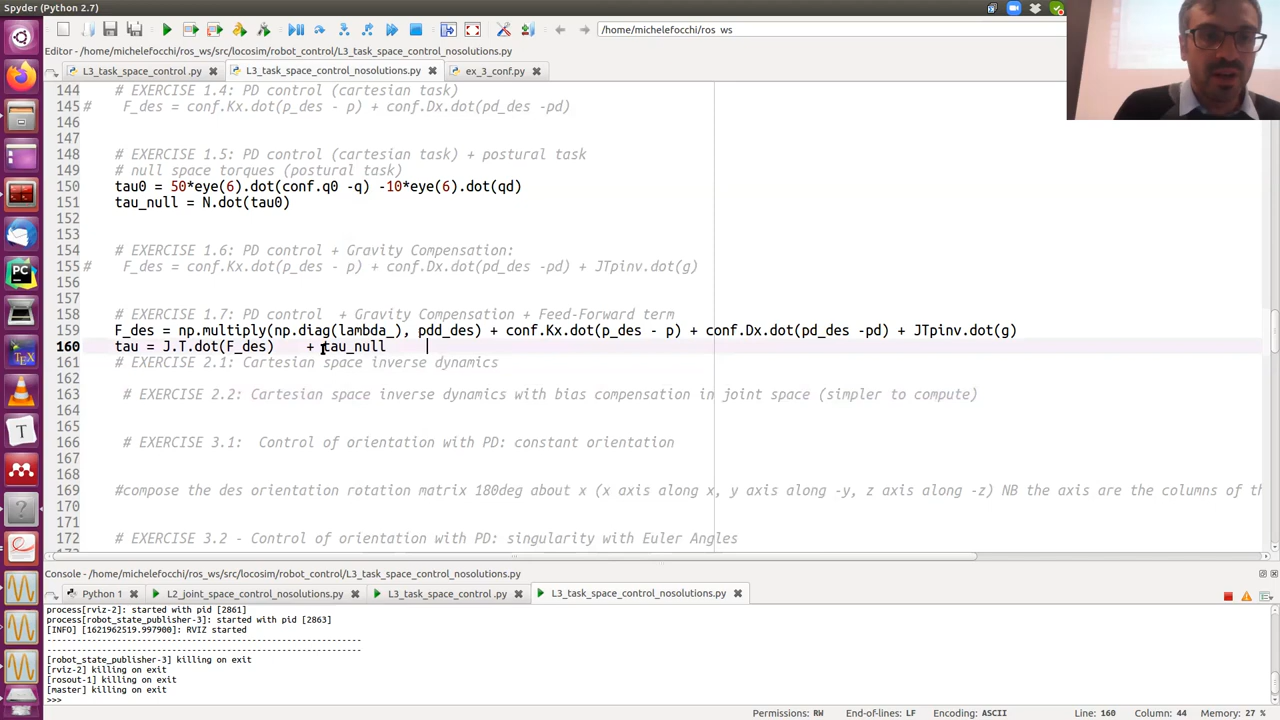 Spyder (Python 2.7)
/home/michelefocchi/ros_ws
Editor - /home/michelefocchi/ros_ws/src/locosim/robot_control/L3_task_space_control_nosolutions.py
L3_task_space_control .py
L3_task_space_control_nosolutions.py
ex_3_conf.py
144 # EXERCISE 1.4: PD control (cartesian task)
145 # F_des = conf.Kx.dot(p_des - p) + conf.Dx.dot(pd_des -pd)
146
147
148 # EXERCISE 1.5: PD control (cartesian task) + postural task
149 # null space torques (postural task)
150 tau0 = 50*eye(6).dot(conf.q0 -q) -10*eye(6).dot(qd)
151 tau_null = N.dot(tau0)
152
153
154 # EXERCISE 1.6: PD control + Gravity Compensation:
155 # F_des = conf.Kx.dot(p_des - p) + conf.Dx.dot(pd_des -pd) + JTpinv.dot(g)
156
157
158 # EXERCISE 1.7: PD control + Gravity Compensation + Feed-Forward term
159 F_des = np.multiply(np.diag(lambda_), pdd_des) + conf.Kx.dot(p_des - p) + conf.Dx.dot(pd_des -pd) + JTpinv.dot(g)
160 tau = J.T.dot(F_des) + tau_null
161 # EXERCISE 2.1: Cartesian space inverse dynamics
162
163 # EXERCISE 2.2: Cartesian space inverse dynamics with bias compensation in joint space (simpler to compute)
164
165
166 # EXERCISE 3.1: Control of orientation with PD: constant orientation
167
168
169 #compose the des orientation rotation matrix 180deg about x (x axis along x, y axis along -y, z axis along -z) NB the axis are the columns of th
170
171
172 # EXERCISE 3.2 - Control of orientation with PD: singularity with Euler Angles
Console - /home/michelefocchi/ros_ws/src/locosim/robot_control/L3_task_space_control_nosolutions.py
Python 1
L2_joint_space_control_nosolutions.py
L3_task_space_control .py
L3_task_space_control_nosolutions.py
process[rviz-2]: started with pid [2861]
process[robot_state_publisher-3]: started with pid [2863]
[INFO] [1621962519.997900]: RVIZ started
--------------------------------------------------------------
--------------------------------------------------------------
[robot_state_publisher-3] killing on exit
[rviz-2] killing on exit
[rosout-1] killing on exit
[master] killing on exit
>>>
Permissions: RW End-of-lines: LF Encoding: ASCII Line: 160 Column: 44 Memory: 27 %